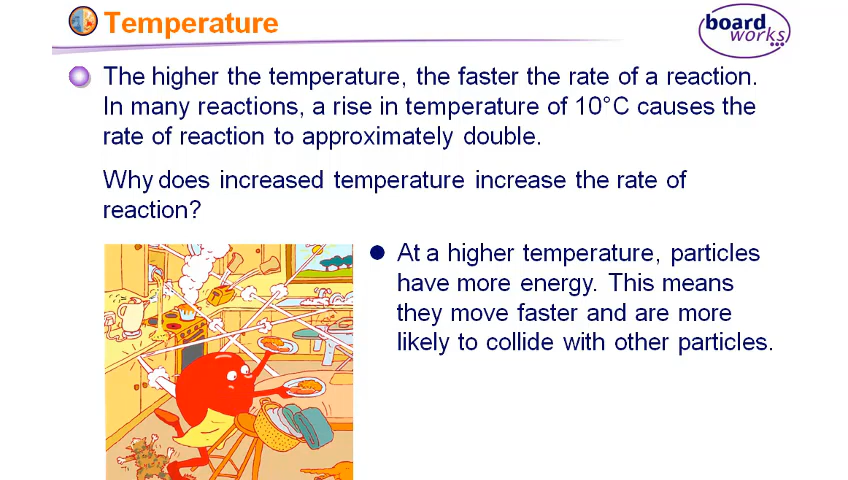 Temperature
board
works
The higher the temperature, the faster the rate of a reaction.
In many reactions, a rise in temperature of 10°C causes the
rate of reaction to approximately double.
Why does increased temperature increase the rate of
reaction?
At a higher temperature, particles
have more energy. This means
they move faster and are more
likely to collide with other particles.